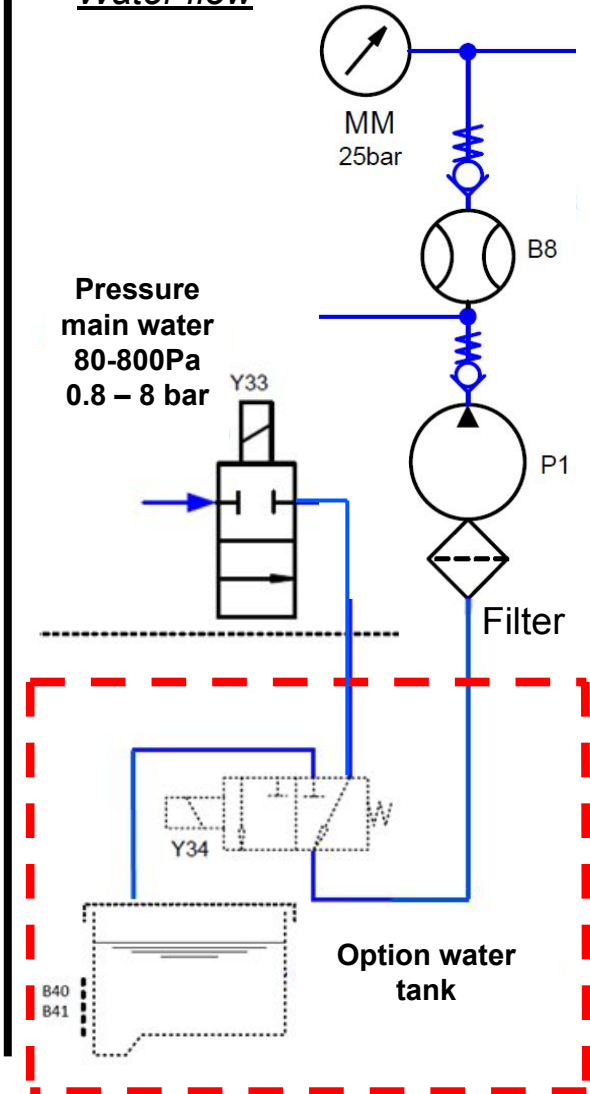 Water flow
MM
25bar
B8
Pressure
main water
80-800Pa
0.8 – 8 bar
Y33
P1
Filter
Y34
B40
B41
Option water
tank